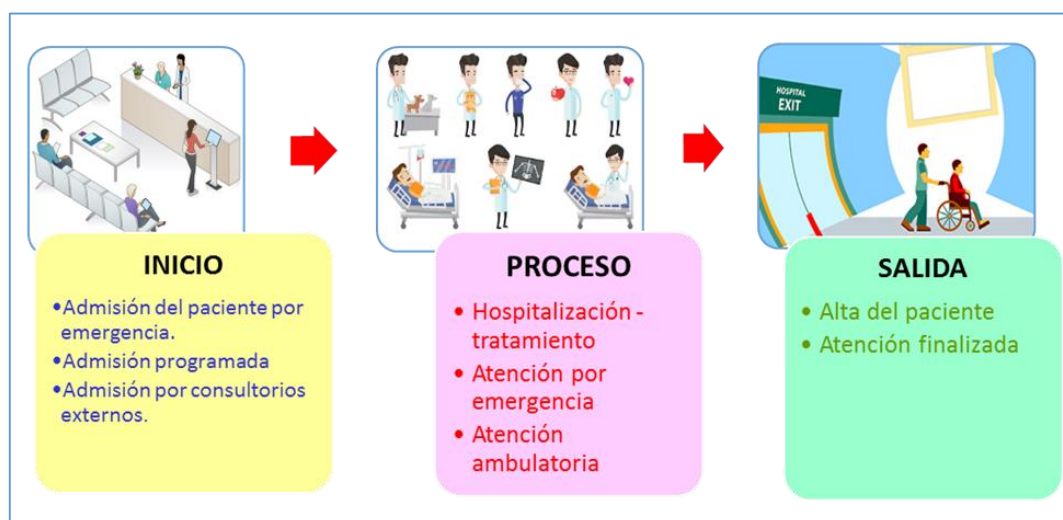 HOSPITAL
EXIT
INICIO
•Admisión del paciente por
emergencia.
•Admisión programada
•Admisión por consultorios
externos.
PROCESO
• Hospitalización -
tratamiento
• Atención por
emergencia
• Atención
ambulatoria
SALIDA
• Alta del paciente
• Atención finalizada